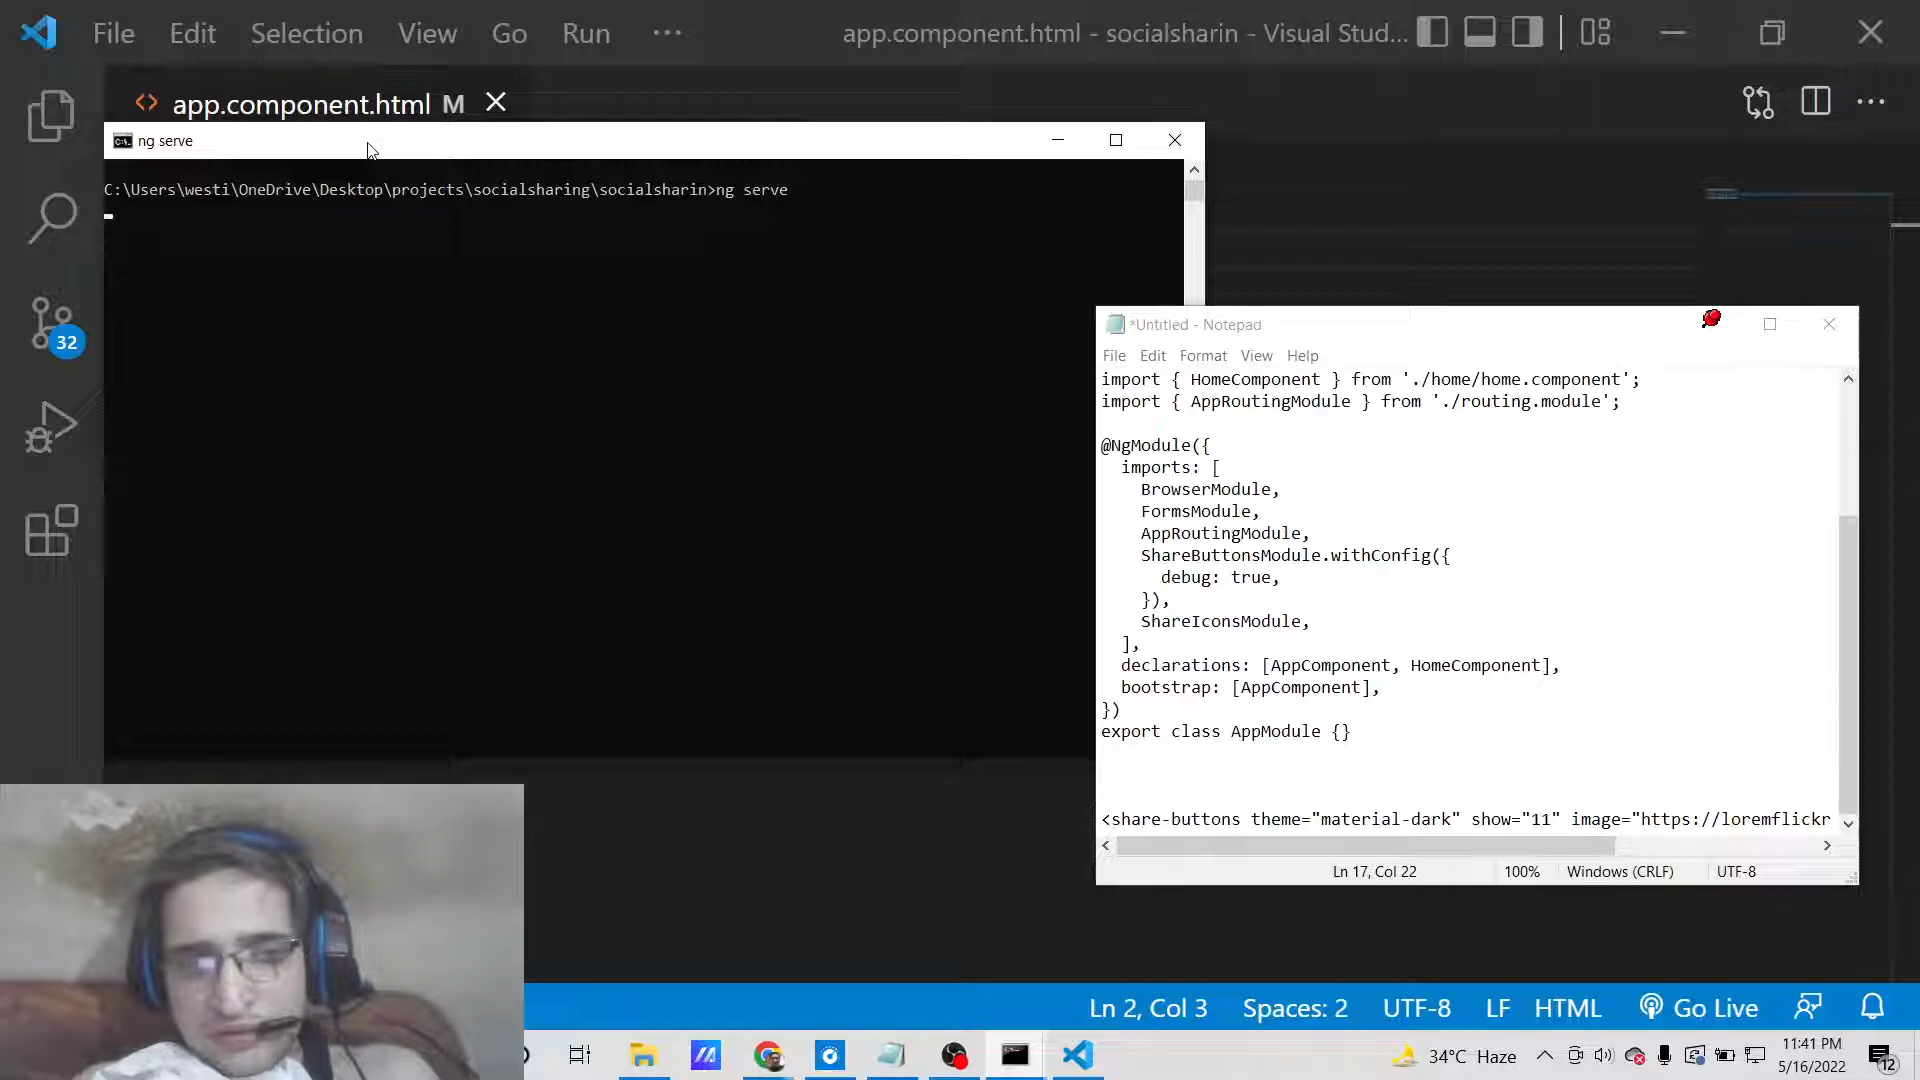 File Edit Selection View Go Run ···
app.component.html - socialsharin - Visual Stud...
app.component.html M
ng serve
C:\Users\westi\OneDrive\Desktop\projects\socialsharing\socialsharin>ng serve
32
*Untitled - Notepad
File Edit Format View Help
import { HomeComponent } from './home/home.component';
import { AppRoutingModule } from './routing.module';
@NgModule({
imports: [
BrowserModule,
FormsModule,
AppRoutingModule,
ShareButtonsModule.withConfig({
debug: true,
}),
ShareIconsModule,
],
declarations: [AppComponent, HomeComponent],
bootstrap: [AppComponent],
})
export class AppModule {}
<share-buttons theme="material-dark" show="11" image="https://loremflickr
Ln 17, Col 22 100% Windows (CRLF) UTF-8
Ln 2, Col 3 Spaces: 2 UTF-8 LF HTML Go Live
34°C Haze
11:41 PM
5/16/2022
12